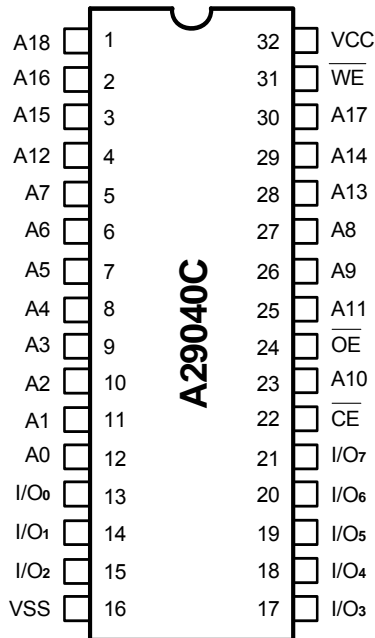 A18 1 32 VCC
A16 2 31 WE
A15 3 30 A17
A12 4 29 A14
A7 5 28 A13
A6 6 27 A8
A5 7 26 A9
A4 8 25 A11
A3 9 24 OE
A2 10 23 A10
A1 11 22 CE
A0 12 21 I/O7
I/O0 13 20 I/O6
I/O1 14 19 I/O5
I/O2 15 18 I/O4
VSS 16 17 I/O3
A29040C